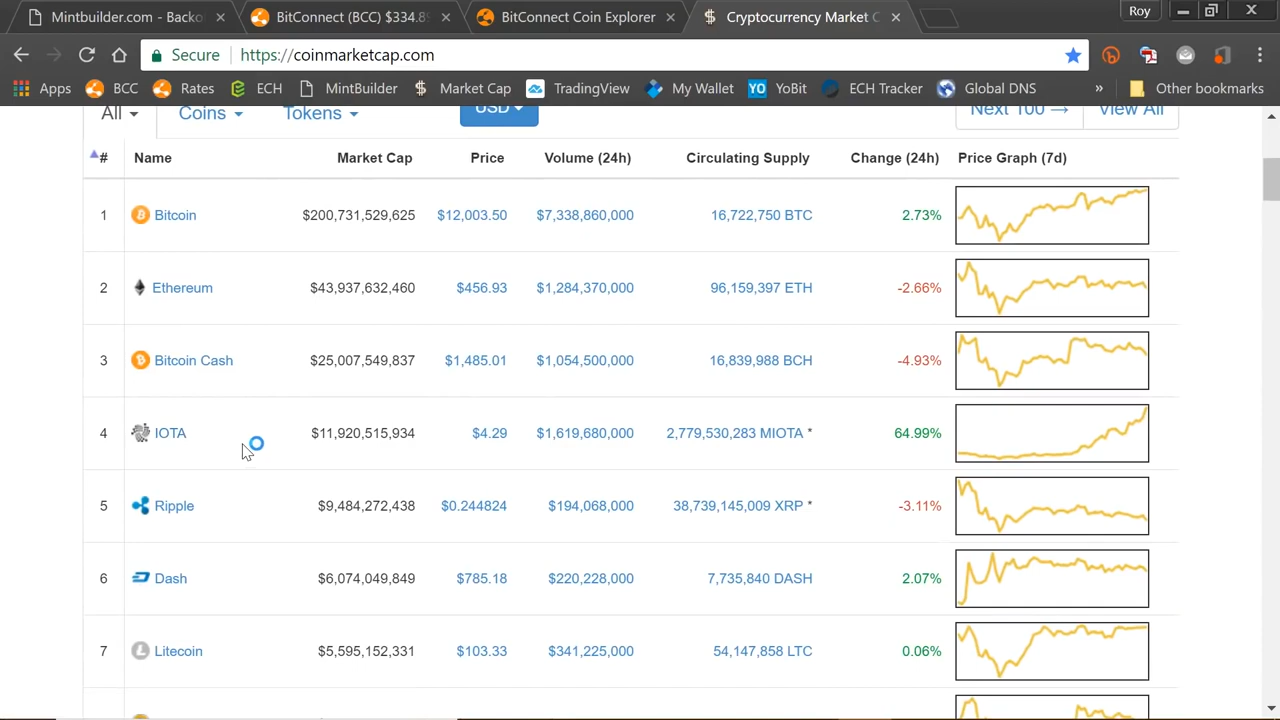 Mintbuilder.com - Backo
BitConnect (BCC) $334.89
BitConnect Coin Explorer
$ Cryptocurrency Market C
Roy
Secure https://coinmarketcap.com
Apps BCC Rates ECH MintBuilder $ Market Cap TradingView My Wallet YO YoBit ECH Tracker Global DNS » Other bookmarks
All Coins Tokens USD Next 100 → View All
# Name Market Cap Price Volume (24h) Circulating Supply Change (24h) Price Graph (7d)
1 Bitcoin $200,731,529,625 $12,003.50 $7,338,860,000 16,722,750 BTC 2.73%
2 Ethereum $43,937,632,460 $456.93 $1,284,370,000 96,159,397 ETH -2.66%
3 Bitcoin Cash $25,007,549,837 $1,485.01 $1,054,500,000 16,839,988 BCH -4.93%
4 IOTA $11,920,515,934 $4.29 $1,619,680,000 2,779,530,283 MIOTA * 64.99%
5 Ripple $9,484,272,438 $0.244824 $194,068,000 38,739,145,009 XRP * -3.11%
6 Dash $6,074,049,849 $785.18 $220,228,000 7,735,840 DASH 2.07%
7 Litecoin $5,595,152,331 $103.33 $341,225,000 54,147,858 LTC 0.06%